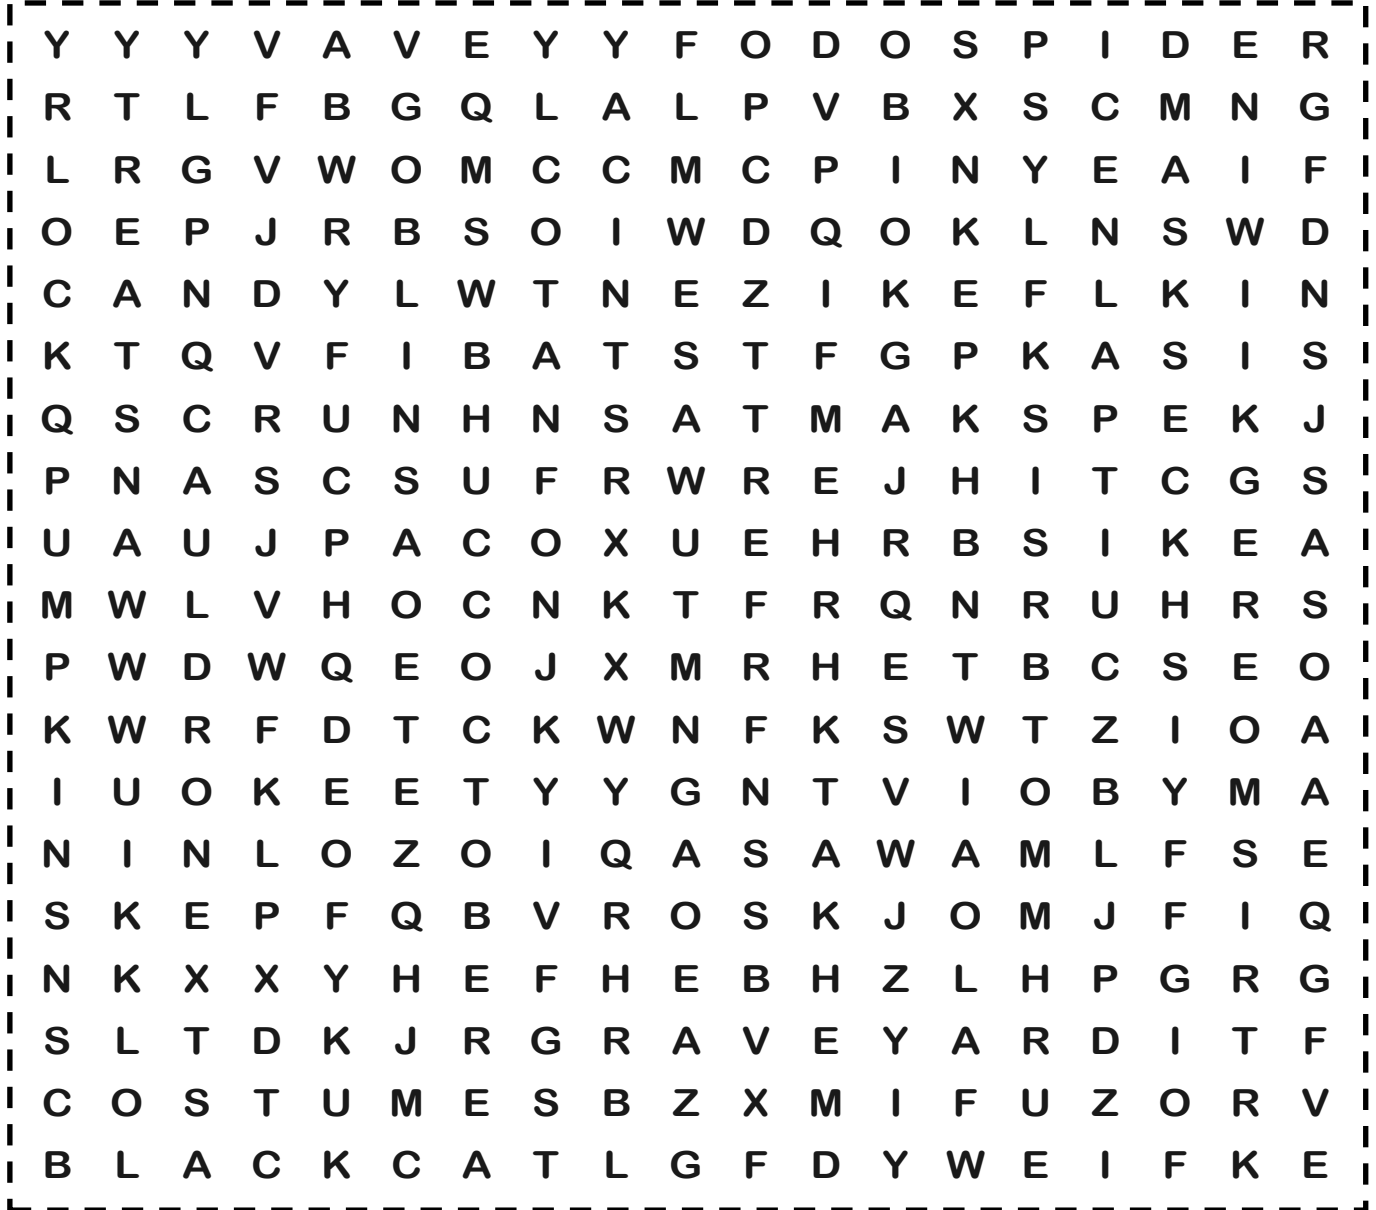 Y Y Y V A V E Y Y F O D O S P I D E R
R T L F B G Q L A L P V B X S C M N G
L R G V W O M C C M C P I N Y E A I F
O E P J R B S O I W D Q O K L N S W D
C A N D Y L W T N E Z I K E F L K I N
K T Q V F I B A T S T F G P K A S I S
Q S C R U N H N S A T M A K S P E K J
P N A S C S U F R W R E J H I T C G S
U A U J P A C O X U E H R B S I K E A
M W L V H O C N K T F R Q N R U H R S
P W D W Q E O J X M R H E T B C S E O
K W R F D T C K W N F K S W T Z I O A
I U O K E E T Y Y G N T V I O B Y M A
N I N L O Z O I Q A S A W A M L F S E
S K E P F Q B V R O S K J O M J F I Q
N K X X Y H E F H E B H Z L H P G R G
S L T D K J R G R A V E Y A R D I T F
C O S T U M E S B Z X M I F U Z O R V
B L A C K C A T L G F D Y W E I F K E